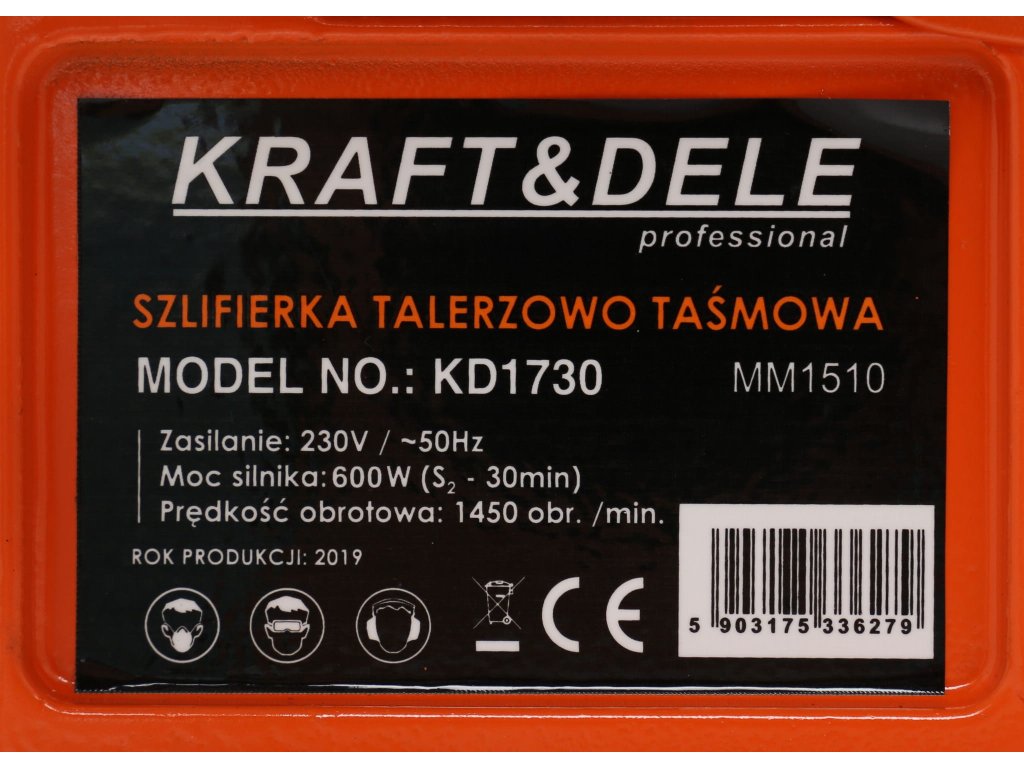 KRAFT&DELE
professional
SZLIFIERKA TALERZOWO TAŚMOWA
MODEL NO.: KD1730 MM1510
Zasilanie: 230V / ~50Hz
Moc silnika: 600W (S₂ - 30min)
Prędkość obrotowa: 1450 obr. /min.
ROK PRODUKCJI: 2019
CE
5 903175 336279